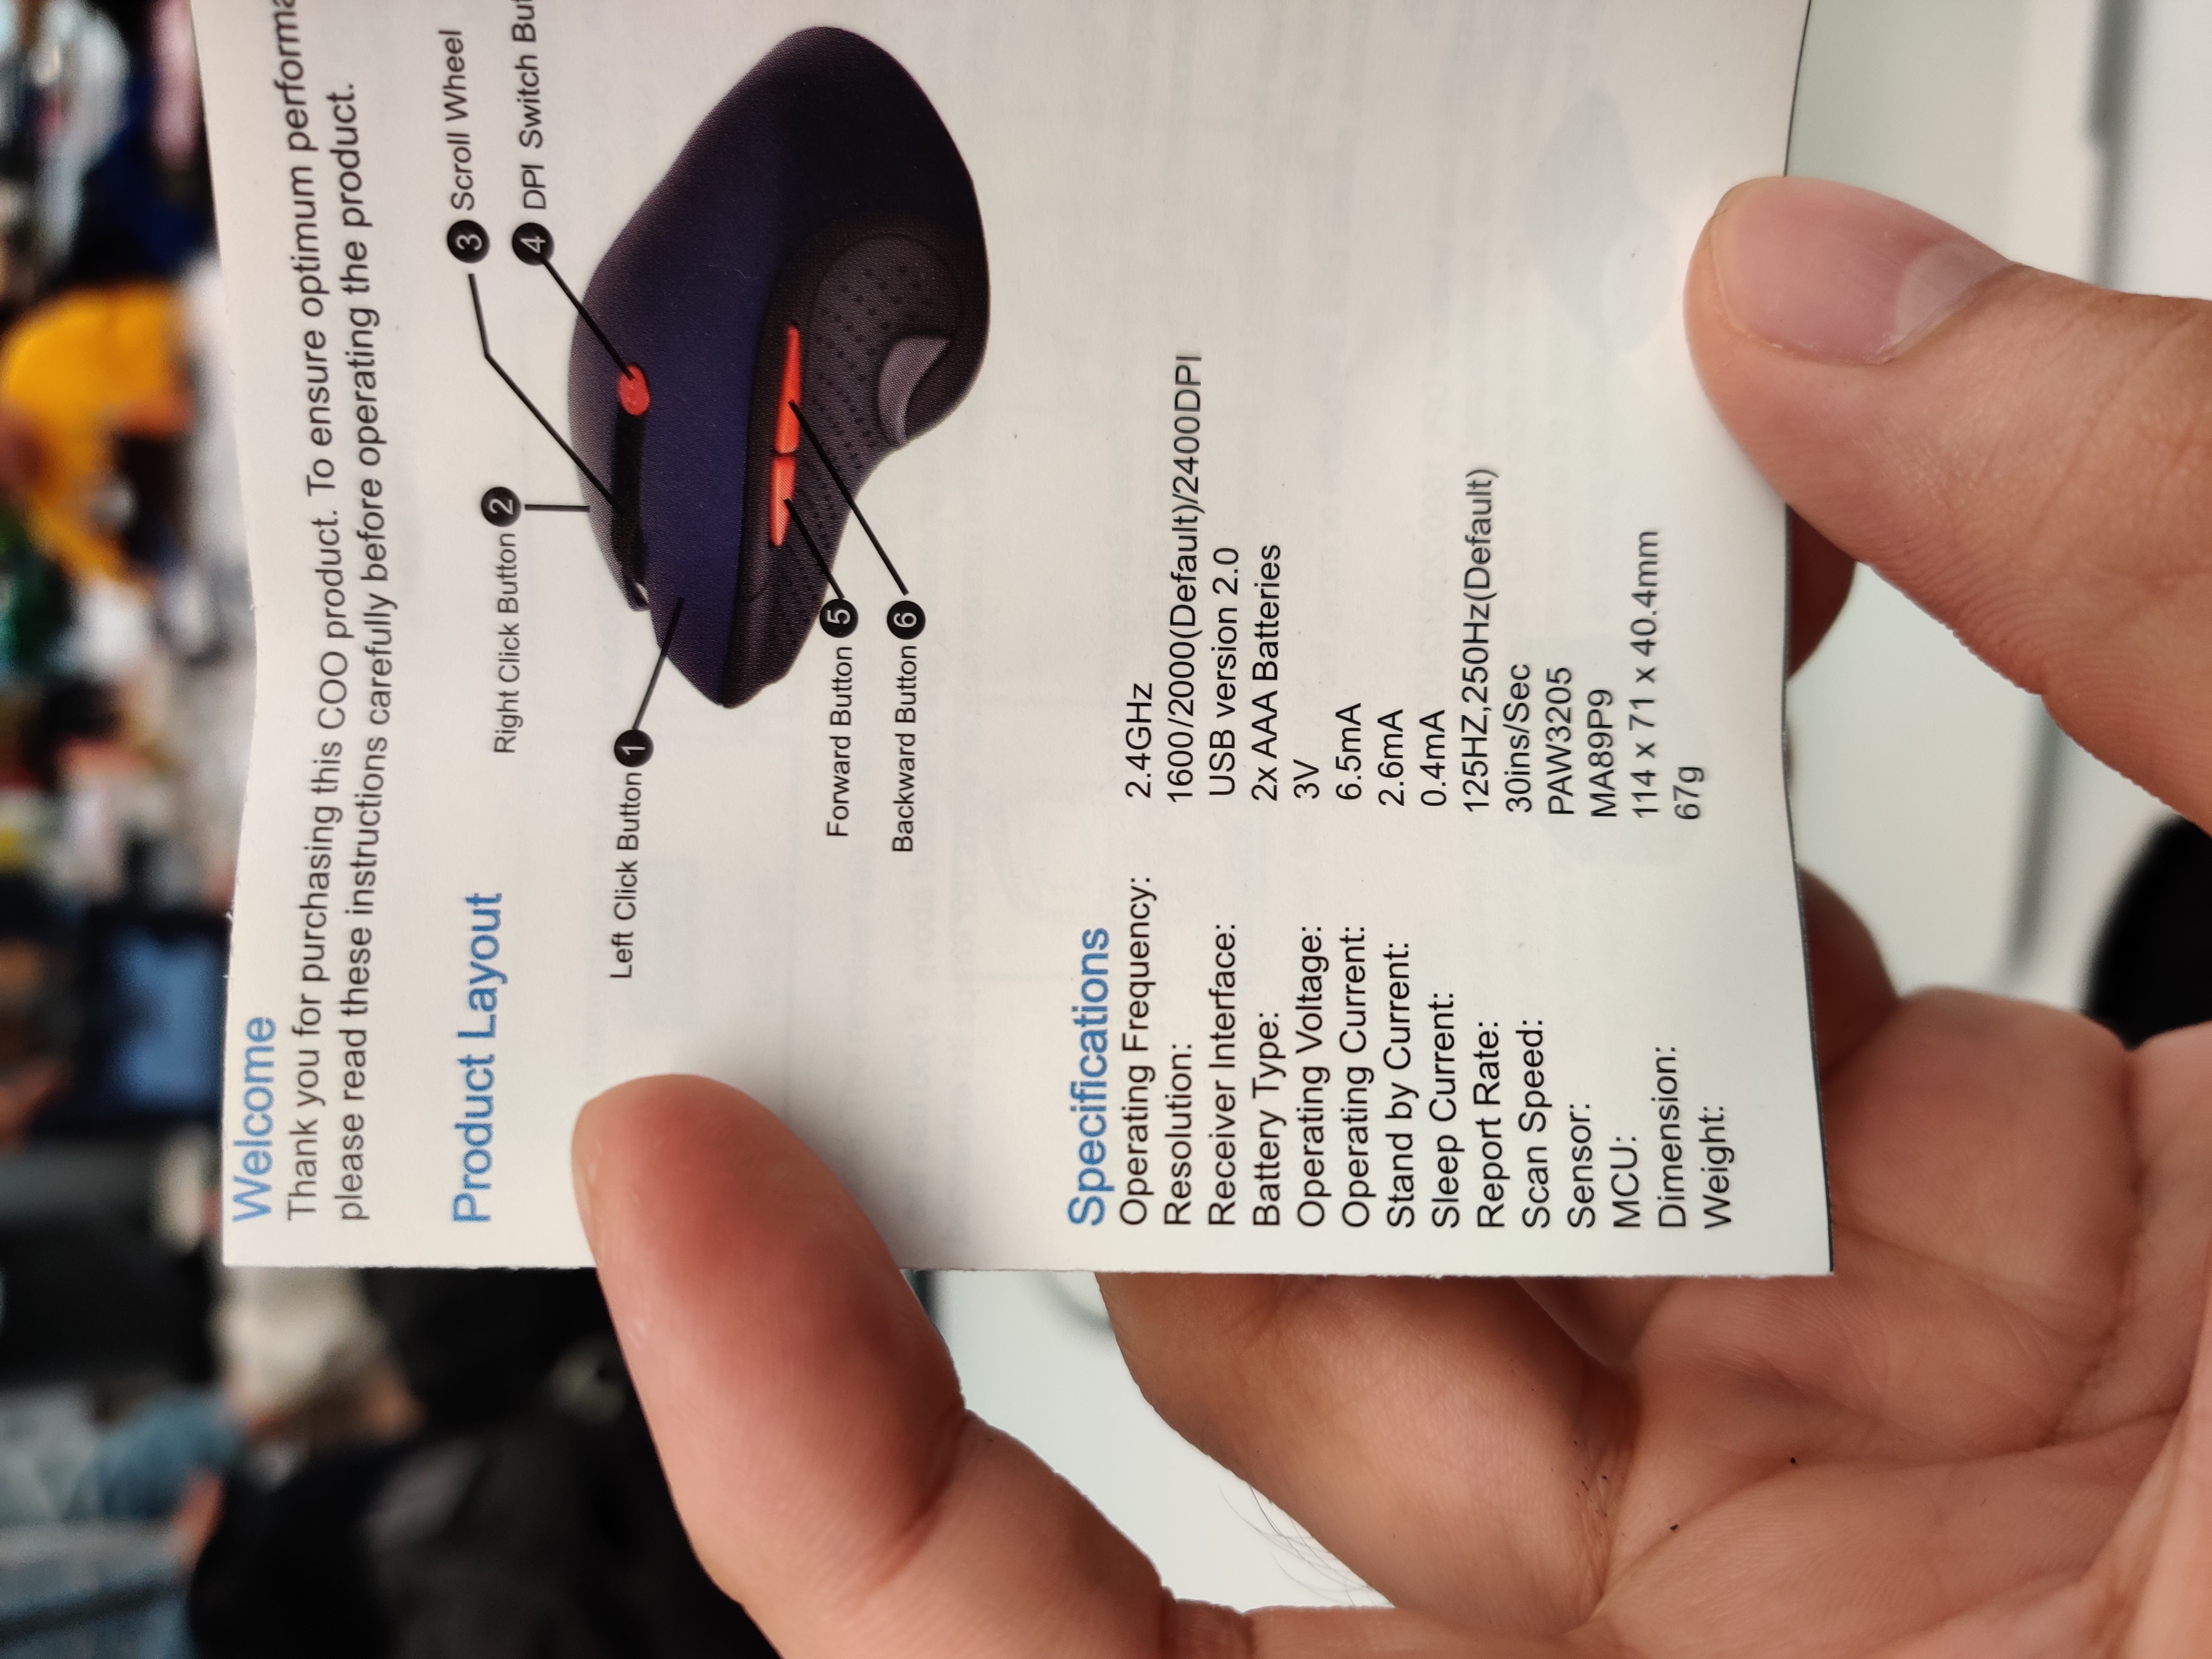 Welcome
Thank you for purchasing this COO product. To ensure optimum
please read these instructions carefully before operating the product.
Product Layout
3 Scroll Wheel
Right Click Button 2
4 DPI Switch
Left Click Button 1
Forward Button 5
Backward Button 6
Specifications
Operating Frequency: 2.4GHz
Resolution: 1600/2000(Default)/2400DPI
Receiver Interface: USB version 2.0
Battery Type: 2x AAA Batteries
Operating Voltage: 3V
Operating Current: 6.5mA
Stand by Current: 2.6mA
Sleep Current: 0.4mA
Report Rate: 125HZ,250Hz(Default)
Scan Speed: 30ins/Sec
Sensor: PAW3205
MCU: MA89P9
Dimension: 114 x 71 x 40.4mm
Weight: 67g